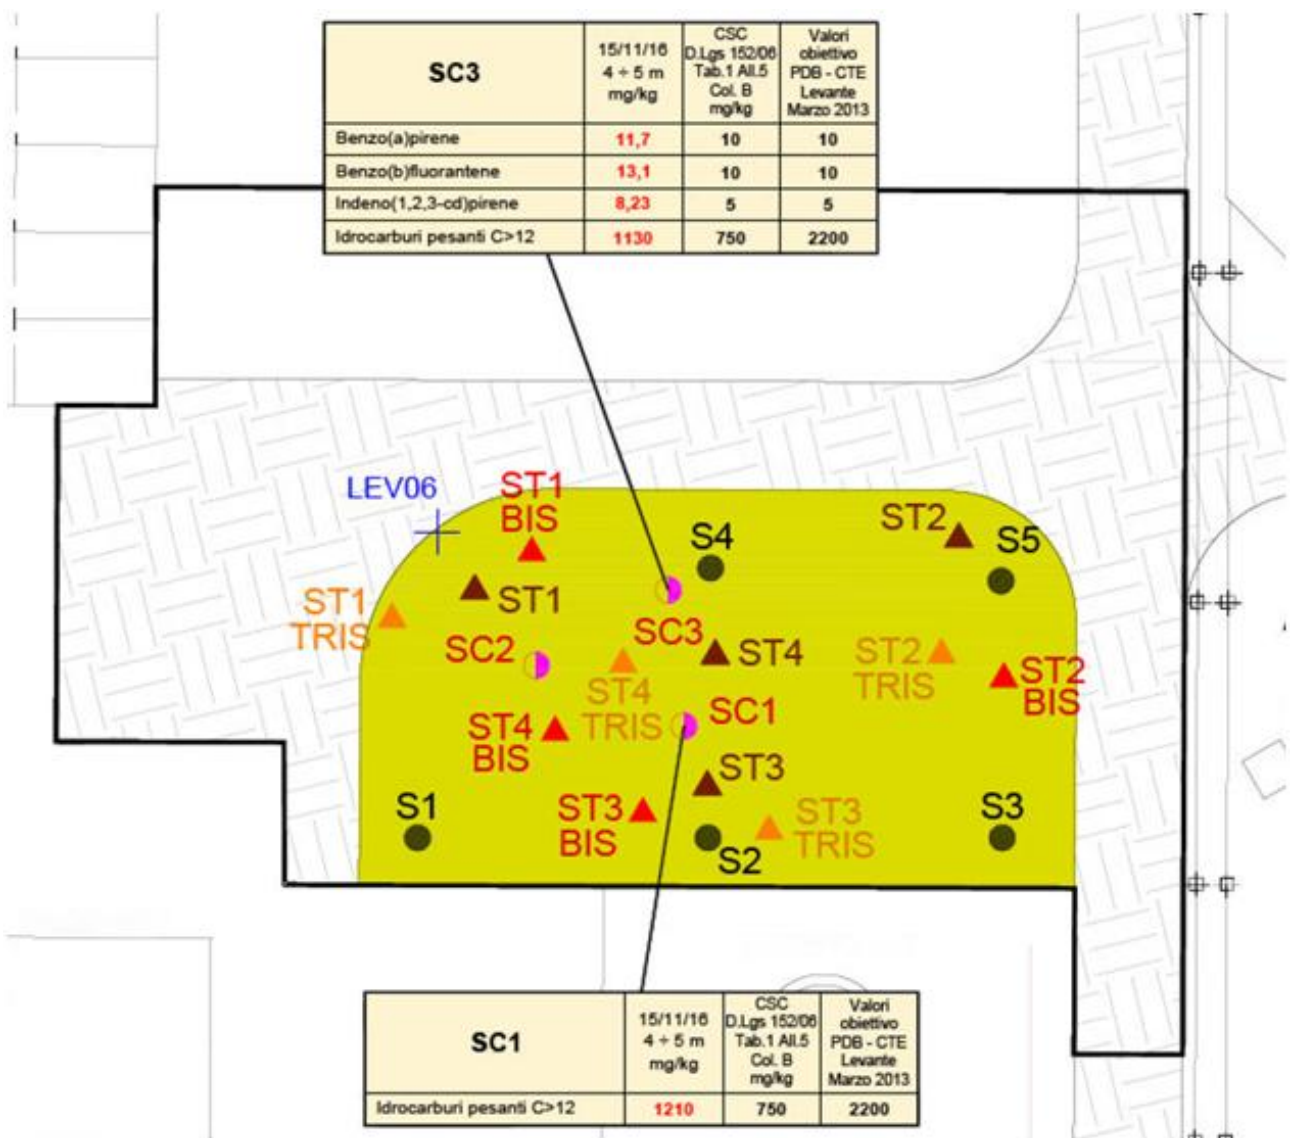 SC3
15/11/16
4 ÷ 5 m
mg/kg
CSC
D.Lgs 152/06
Tab.1 All.5
Col. B
mg/kg
Valori
obiettivo
PDB - CTE
Levante
Marzo 2013
Benzo(a)pirene 11,7 10 10
Benzo(b)fluorantene 13,1 10 10
Indeno(1,2,3-cd)pirene 8,23 5 5
Idrocarburi pesanti C>12 1130 750 2200
LEV06
ST1
BIS
S4
ST2
S5
ST1
TRIS
ST1
SC2
SC3
ST4
ST4
TRIS
ST2
TRIS
ST2
BIS
ST4
BIS
SC1
ST3
S1
ST3
BIS
S2
ST3
TRIS
S3
SC1
15/11/16
4 ÷ 5 m
mg/kg
CSC
D.Lgs 152/06
Tab.1 All.5
Col. B
mg/kg
Valori
obiettivo
PDB - CTE
Levante
Marzo 2013
Idrocarburi pesanti C>12 1210 750 2200